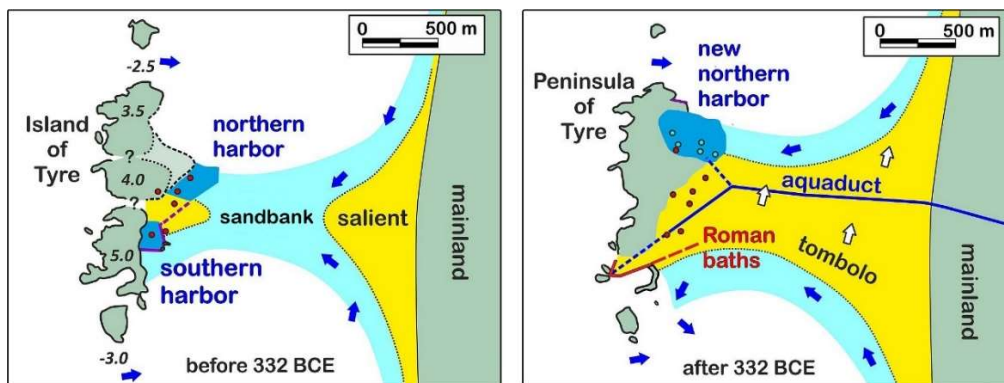 500 m
-2.5
3.5
Island
of
Tyre
?
4.0
?
northern
harbor
sandbank
salient
mainland
5.0
southern
harbor
-3.0
before 332 BCE
500 m
new
northern
harbor
Peninsula
of
Tyre
aquaduct
Roman
baths
tombolo
mainland
after 332 BCE